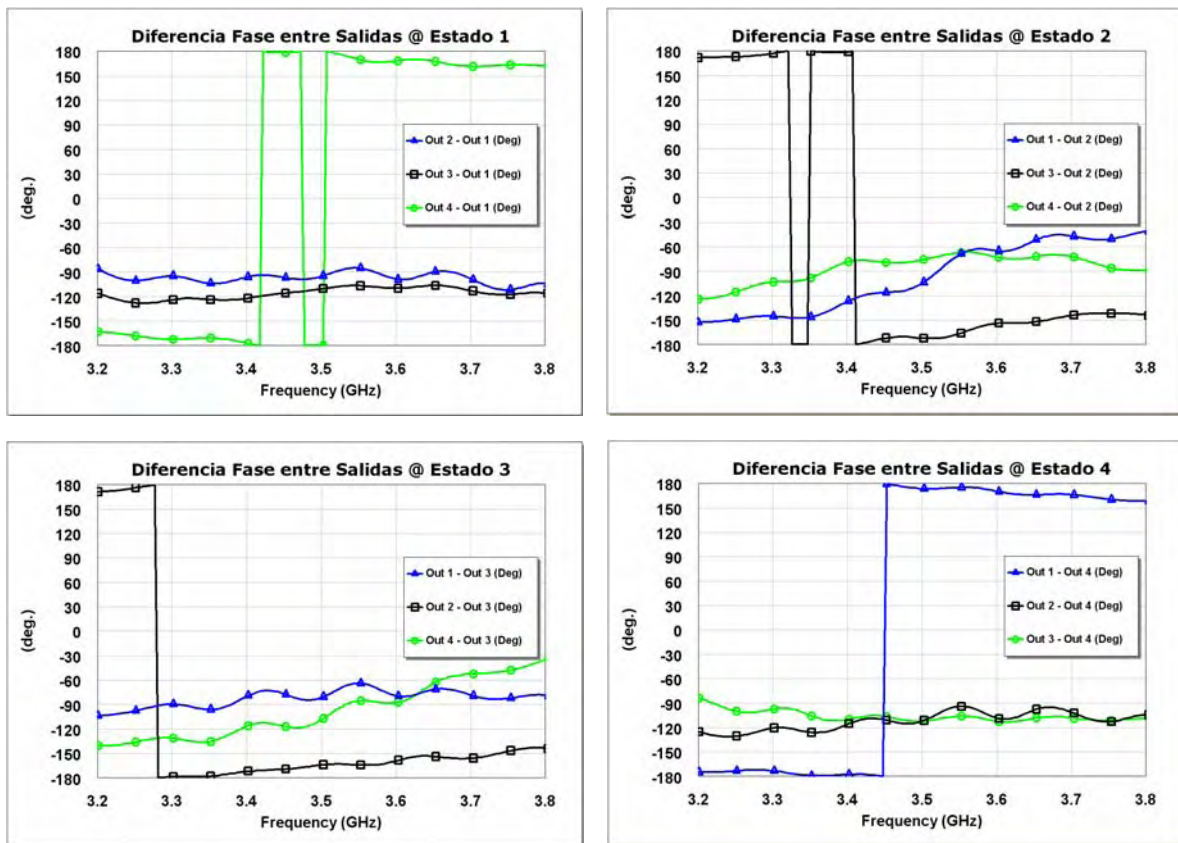 Diferencia Fase entre Salidas @ Estado 1
180
150
120
90
60
30
0
-30
-60
-90
-120
-150
-180
(deg.)
Out 2 - Out 1 (Deg)
Out 3 - Out 1 (Deg)
Out 4 - Out 1 (Deg)
3.2 3.3 3.4 3.5 3.6 3.7 3.8
Frequency (GHz)
Diferencia Fase entre Salidas @ Estado 2
180
150
120
90
60
30
0
-30
-60
-90
-120
-150
-180
(deg.)
Out 1 - Out 2 (Deg)
Out 3 - Out 2 (Deg)
Out 4 - Out 2 (Deg)
3.2 3.3 3.4 3.5 3.6 3.7 3.8
Frequency (GHz)
Diferencia Fase entre Salidas @ Estado 3
180
150
120
90
60
30
0
-30
-60
-90
-120
-150
-180
(deg.)
Out 1 - Out 3 (Deg)
Out 2 - Out 3 (Deg)
Out 4 - Out 3 (Deg)
3.2 3.3 3.4 3.5 3.6 3.7 3.8
Frequency (GHz)
Diferencia Fase entre Salidas @ Estado 4
180
150
120
90
60
30
0
-30
-60
-90
-120
-150
-180
(deg.)
Out 1 - Out 4 (Deg)
Out 2 - Out 4 (Deg)
Out 3 - Out 4 (Deg)
3.2 3.3 3.4 3.5 3.6 3.7 3.8
Frequency (GHz)